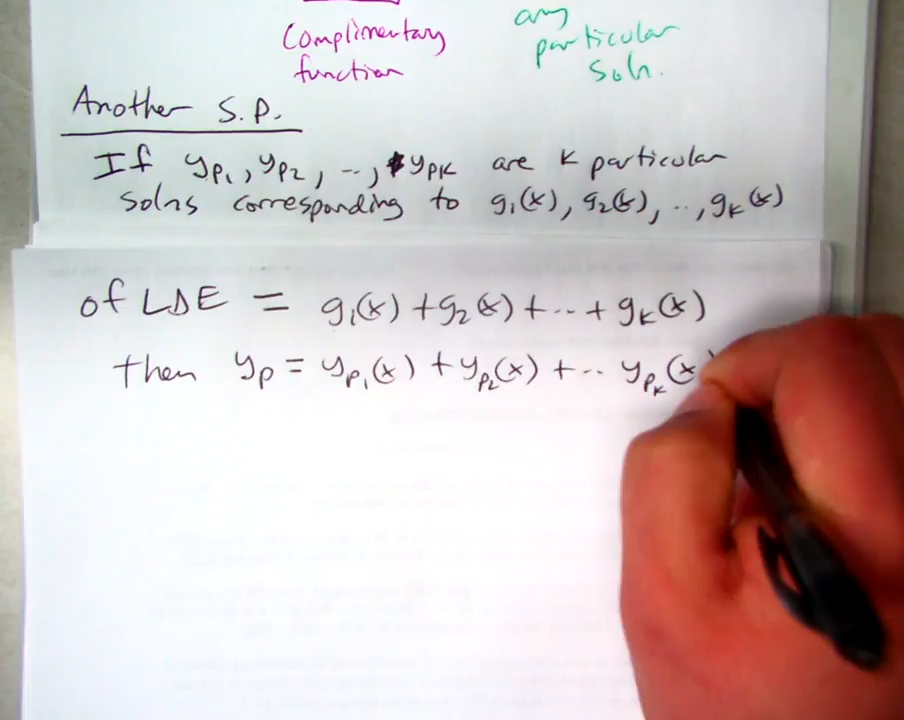 Complimentary function
any particular soln.
Another S.P.
If yp1, yp2, ..., ypk are k particular
solns corresponding to g1(x), g2(x), .., gk(x)
of LDE = g1(x) + g2(x) + ... + gk(x)
then yp = yp1(x) + yp2(x) + .. ypk(x)